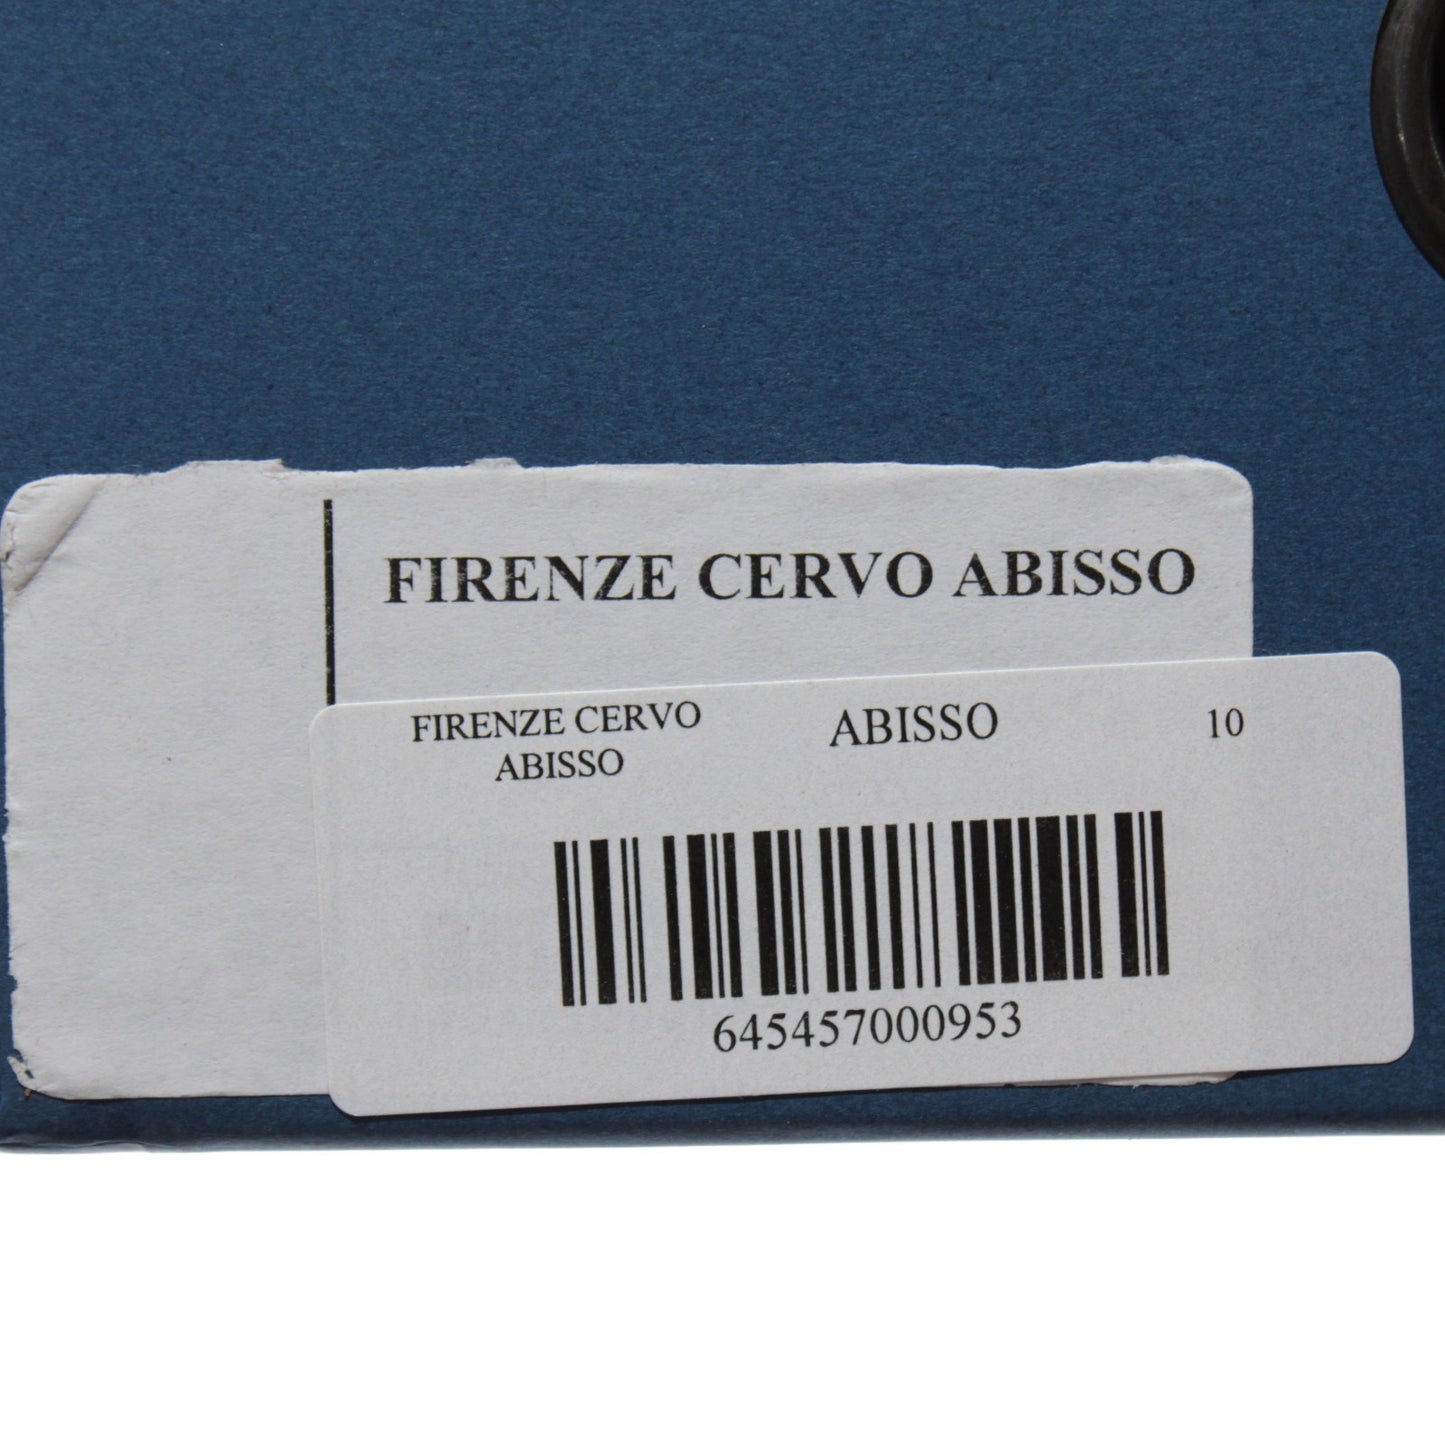 FIRENZE CERVO ABISSO
FIRENZE CERVO
ABISSO
ABISSO
10
645457000953